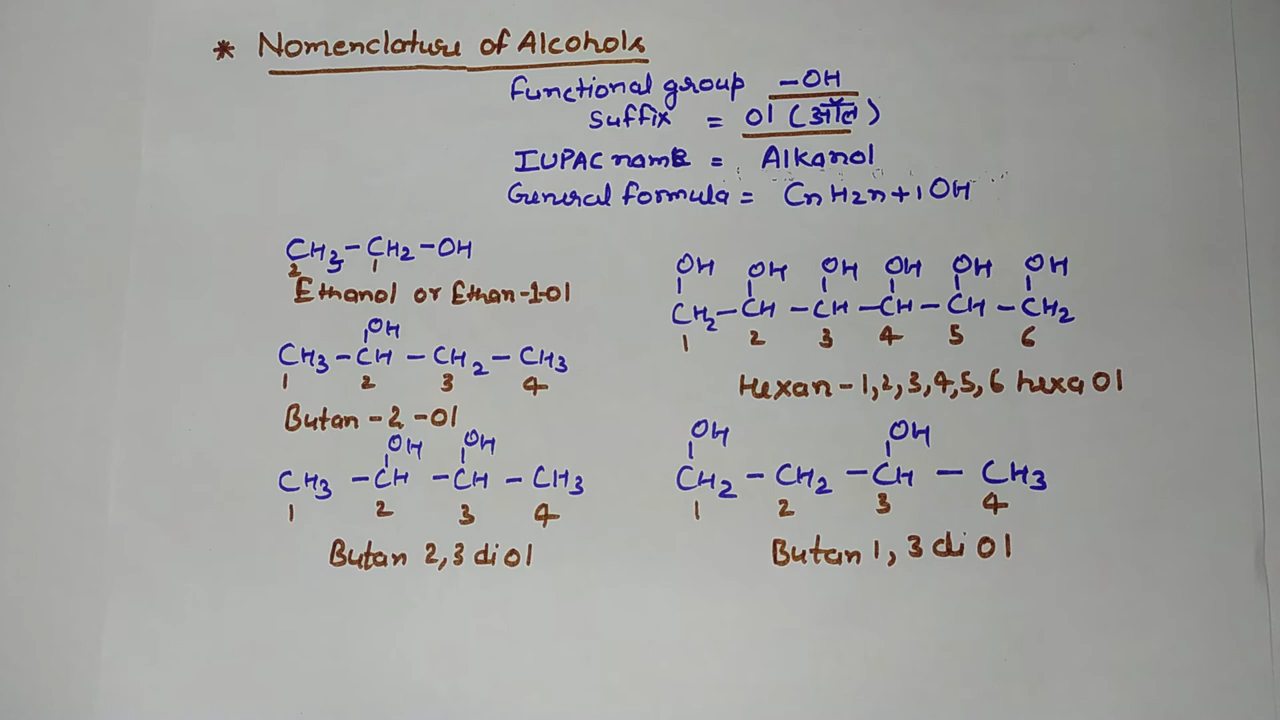 * Nomenclature of Alcohols
Functional group -OH
Suffix = ol (ऑल)
IUPAC name = Alkanol
General formula = CnH2n+1OH
CH3-CH2-OH
2 1
Ethanol or Ethan-1-ol
OH
CH3-CH-CH2-CH3
1 2 3 4
Butan-2-ol
OH OH
CH3-CH-CH-CH3
1 2 3 4
Butan 2,3 diol
OH OH OH OH OH OH
CH2-CH-CH-CH-CH-CH2
1 2 3 4 5 6
Hexan-1,2,3,4,5,6 hexa ol
OH OH
CH2-CH2-CH-CH3
1 2 3 4
Butan 1,3 di ol